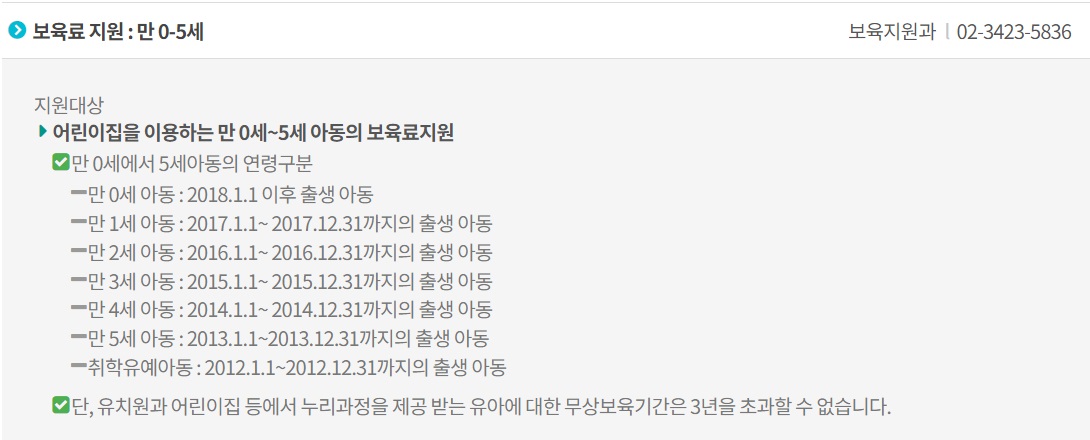 보육료 지원 : 만 0-5세
보육지원과 | 02-3423-5836
지원대상
어린이집을 이용하는 만 0세~5세 아동의 보육료지원
만 0세에서 5세아동의 연령구분
만 0세 아동 : 2018.1.1 이후 출생 아동
만 1세 아동 : 2017.1.1~ 2017.12.31까지의 출생 아동
만 2세 아동 : 2016.1.1~ 2016.12.31까지의 출생 아동
만 3세 아동 : 2015.1.1~ 2015.12.31까지의 출생 아동
만 4세 아동 : 2014.1.1~ 2014.12.31까지의 출생 아동
만 5세 아동 : 2013.1.1~2013.12.31까지의 출생 아동
취학유예아동 : 2012.1.1~2012.12.31까지의 출생 아동
단, 유치원과 어린이집 등에서 누리과정을 제공 받는 유아에 대한 무상보육기간은 3년을 초과할 수 없습니다.